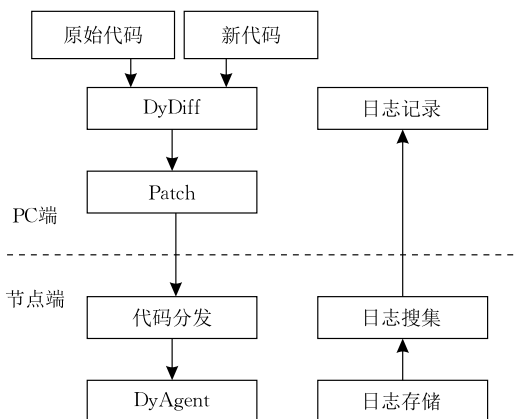 原始代码
新代码
DyDiff
日志记录
Patch
PC端
节点端
代码分发
日志搜集
DyAgent
日志存储